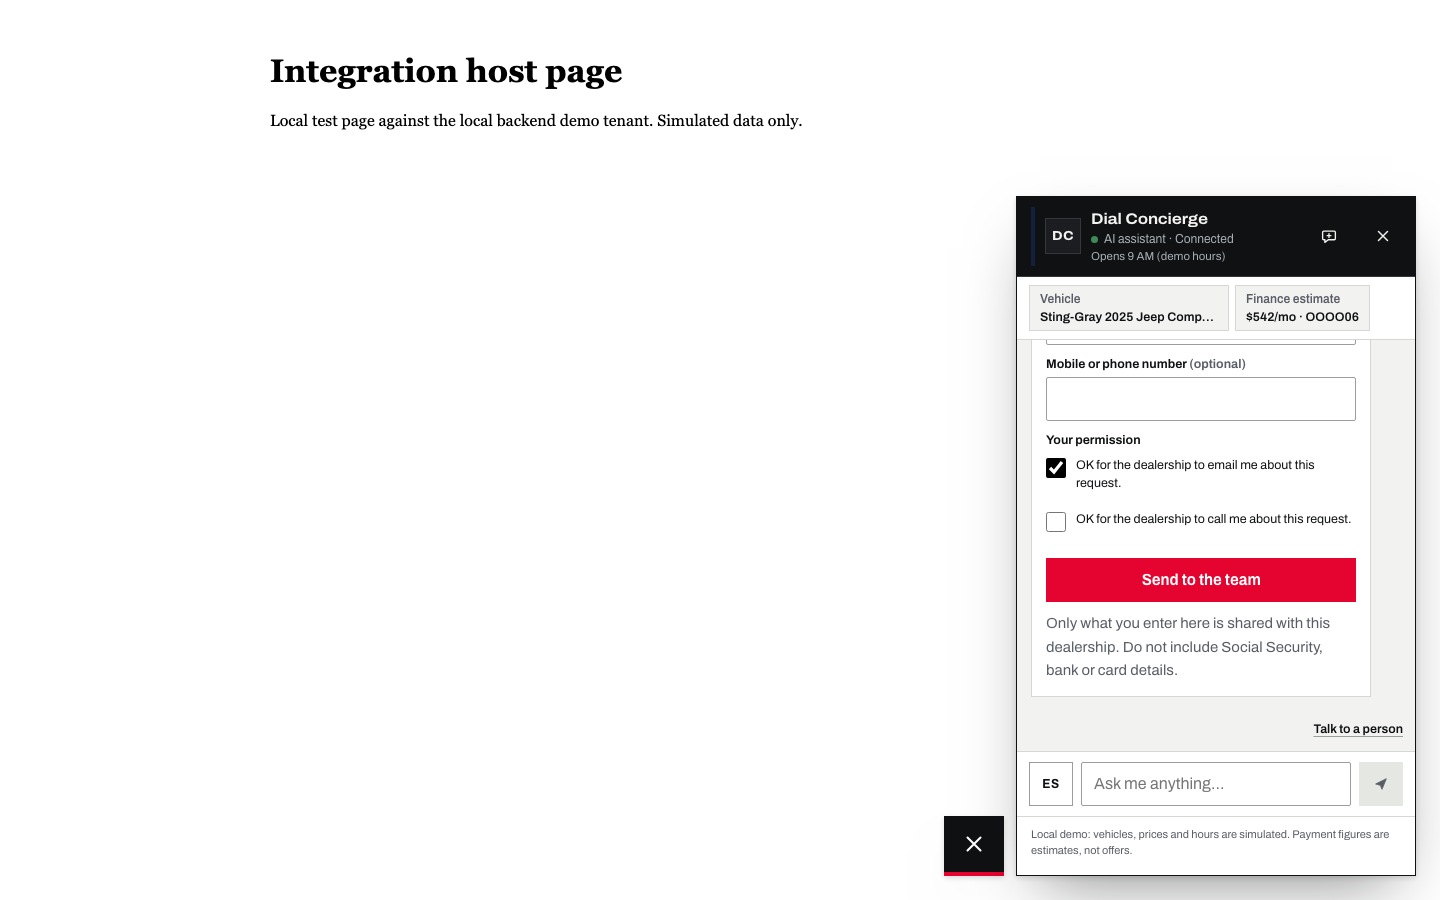 Integration host page
Local test page against the local backend demo tenant. Simulated data only.
DC
Dial Concierge
AI assistant · Connected
Opens 9 AM (demo hours)
Vehicle
Sting-Gray 2025 Jeep Comp...
Finance estimate
$542/mo · OOOO06
Mobile or phone number (optional)
Your permission
OK for the dealership to email me about this
request.
OK for the dealership to call me about this request.
Send to the team
Only what you enter here is shared with this
dealership. Do not include Social Security,
bank or card details.
Talk to a person
ES
Ask me anything...
Local demo: vehicles, prices and hours are simulated. Payment figures are
estimates, not offers.